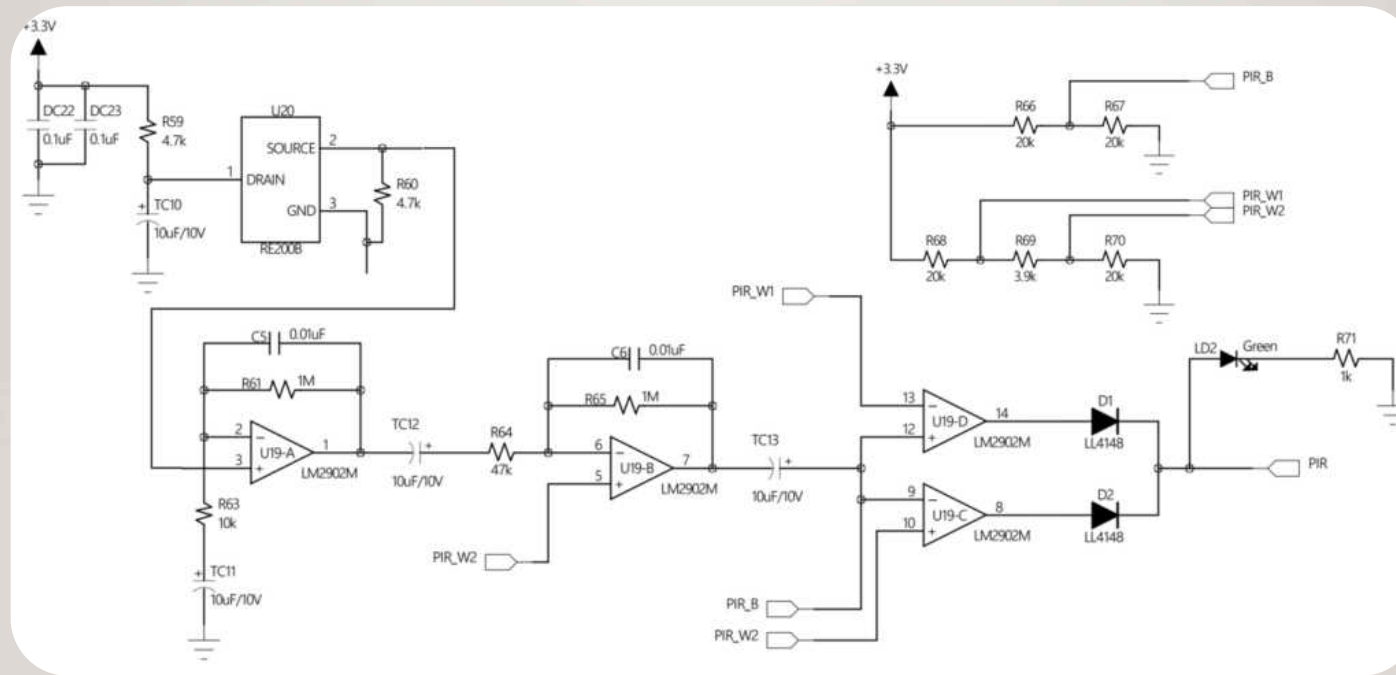 +3.3V
DC22
DC23
0.1uF
0.1uF
R59
4.7k
TC10
+
10uF/10V
U20
SOURCE
2
1
DRAIN
GND
3
RE200B
R60
4.7k
+3.3V
PIR_B
R66
R67
20k
20k
PIR_W1
PIR_W2
R68
R69
R70
20k
3.9k
20k
C5
0.01uF
R61
1M
2
−
U19-A
1
3
+
LM2902M
R63
10k
+
TC11
10uF/10V
TC12
+
10uF/10V
R64
47k
C6
0.01uF
R65
1M
6
−
U19-B
7
5
+
LM2902M
PIR_W2
TC13
+
10uF/10V
PIR_W1
13
−
U19-D
14
12
+
LM2902M
D1
LL4148
9
−
U19-C
8
10
+
LM2902M
D2
LL4148
PIR_B
PIR_W2
LD2
Green
R71
1k
PIR